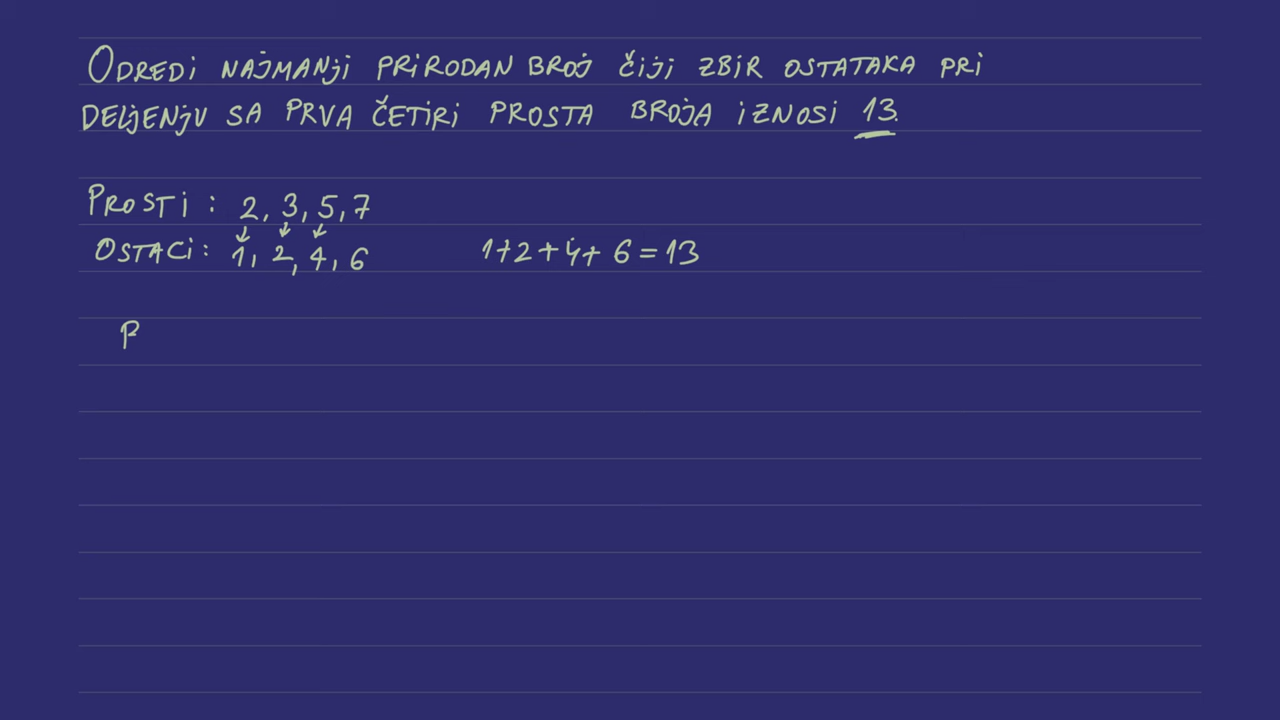 ODREDI NAJMANJI PRIRODAN BROJ ČIJI ZBIR OSTATAKA PRI
DELJENJU SA PRVA ČETIRI PROSTA BROJA IZNOSI 13.
PROSTI: 2, 3, 5, 7
OSTACI: 1, 2, 4, 6 1+2+4+ 6=13
P